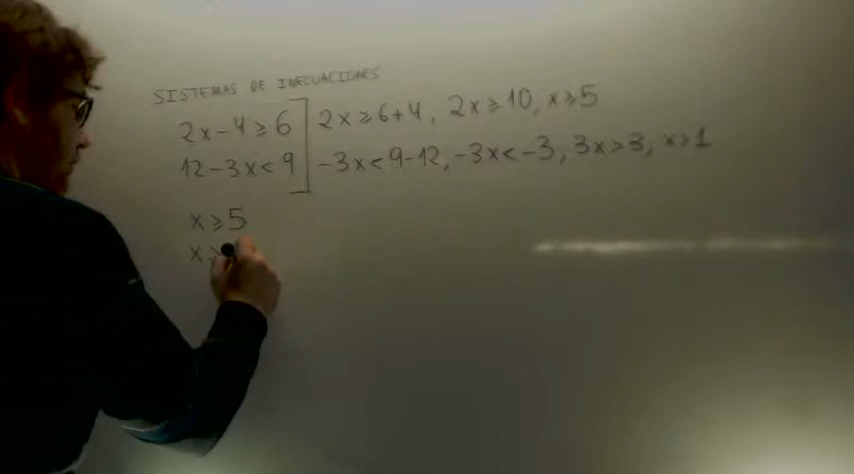 SISTEMAS DE INECUACIONES
2x-4≥6] 2x≥6+4, 2x≥10, x≥5
12-3x<9] -3x<9-12, -3x<-3, 3x>3, x>1
x≥5
x>